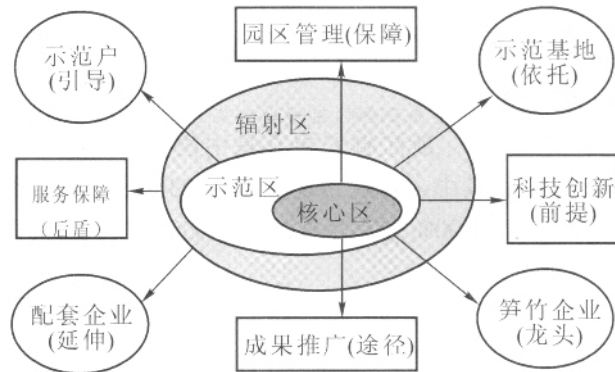 示范户
(引导)
园区管理(保障)
示范基地
(依托)
辐射区
示范区
核心区
服务保障
（后盾）
科技创新
(前提)
配套企业
(延伸)
成果推广(途径)
笋竹企业
(龙头)